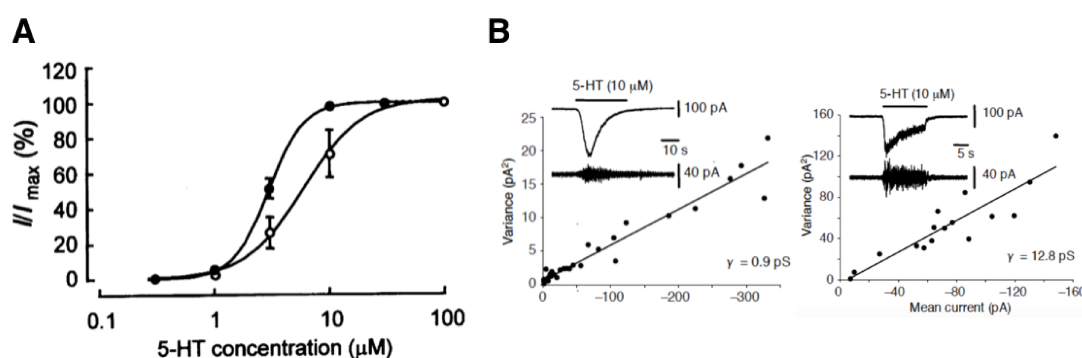 A
120
100
80
60
40
20
0
I/Imax (%)
0.1
1
10
100
5-HT concentration (μM)
B
5-HT (10 μM)
100 pA
10 s
40 pA
25
20
15
10
5
0
Variance (pA²)
γ = 0.9 pS
0
−100
−200
−300
5-HT (10 μM)
100 pA
5 s
40 pA
160
120
80
40
0
Variance (pA²)
γ = 12.8 pS
0
−40
−80
−120
−160
Mean current (pA)